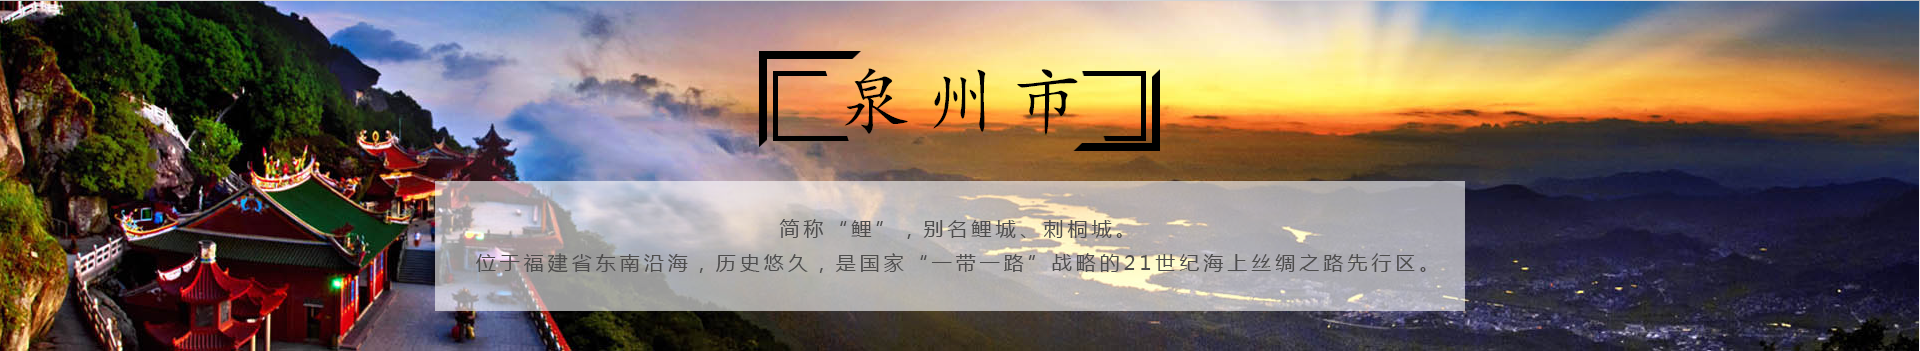 泉州市
简称“鲤”，别名鲤城、刺桐城。
位于福建省东南沿海，历史悠久，是国家“一带一路”战略的21世纪海上丝绸之路先行区。